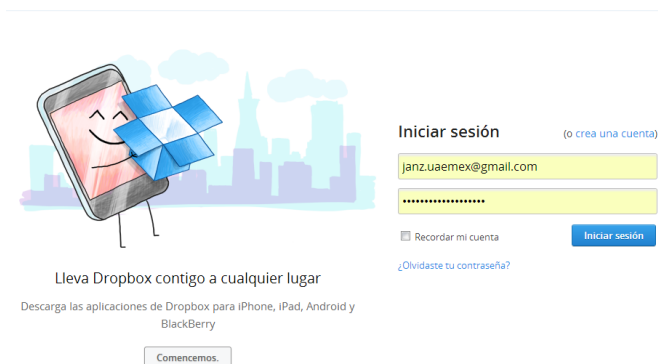 Iniciar sesión (o crea una cuenta)
janz.uaemex@gmail.com
•••••••••••••••••••
Recordar mi cuenta Iniciar sesión
¿Olvidaste tu contraseña?
Lleva Dropbox contigo a cualquier lugar
Descarga las aplicaciones de Dropbox para iPhone, iPad, Android y
BlackBerry
Comencemos.